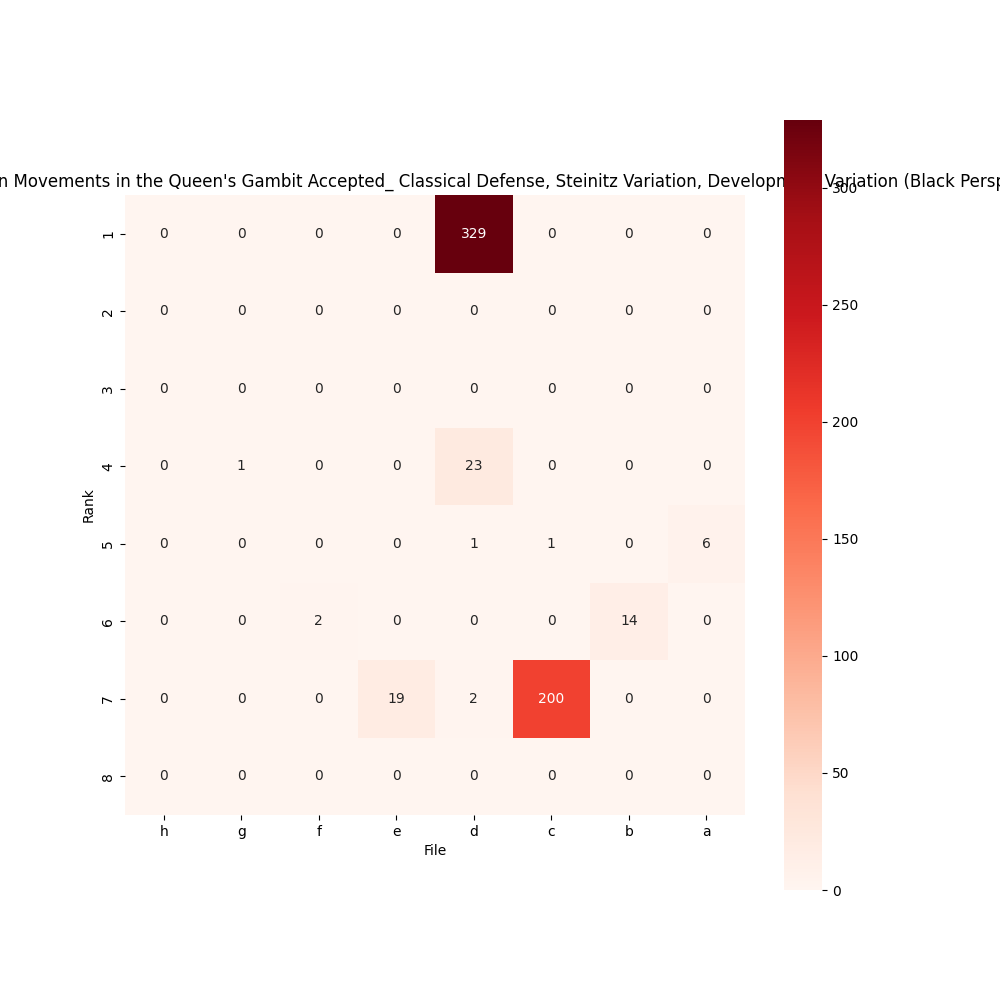 n Movements in the Queen's Gambit Accepted_ Classical Defense, Steinitz Variation, Development Variation (Black Persp
1 0 0 0 0 329 0 0 0
2 0 0 0 0 0 0 0 0
3 0 0 0 0 0 0 0 0
4 0 1 0 0 23 0 0 0
5 0 0 0 0 1 1 0 6
6 0 0 2 0 0 0 14 0
7 0 0 0 19 2 200 0 0
8 0 0 0 0 0 0 0 0
h g f e d c b a
File
Rank
300
250
200
150
100
50
0